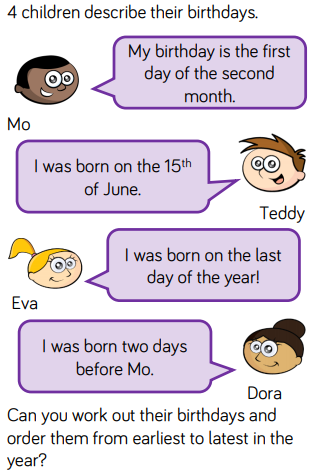 4 children describe their birthdays.
My birthday is the first
day of the second
month.
Mo
I was born on the 15th
of June.
Teddy
I was born on the last
day of the year!
Eva
I was born two days
before Mo.
Dora
Can you work out their birthdays and
order them from earliest to latest in the
year?